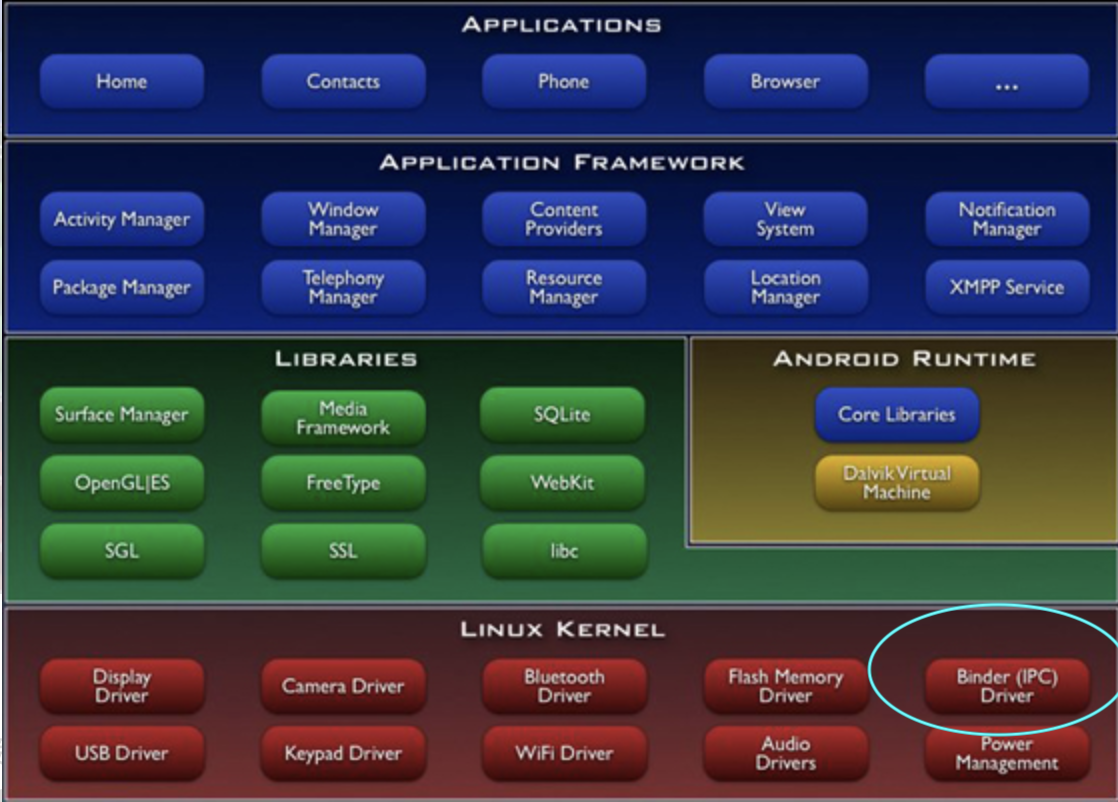 APPLICATIONS
Home
Contacts
Phone
Browser
...
APPLICATION FRAMEWORK
Activity Manager
Window
Manager
Content
Providers
View
System
Notification
Manager
Package Manager
Telephony
Manager
Resource
Manager
Location
Manager
XMPP Service
LIBRARIES
Surface Manager
Media
Framework
SQLite
OpenGL|ES
FreeType
WebKit
SGL
SSL
libc
ANDROID RUNTIME
Core Libraries
Dalvik Virtual
Machine
LINUX KERNEL
Display
Driver
Camera Driver
Bluetooth
Driver
Flash Memory
Driver
Binder (IPC)
Driver
USB Driver
Keypad Driver
WiFi Driver
Audio
Drivers
Power
Management